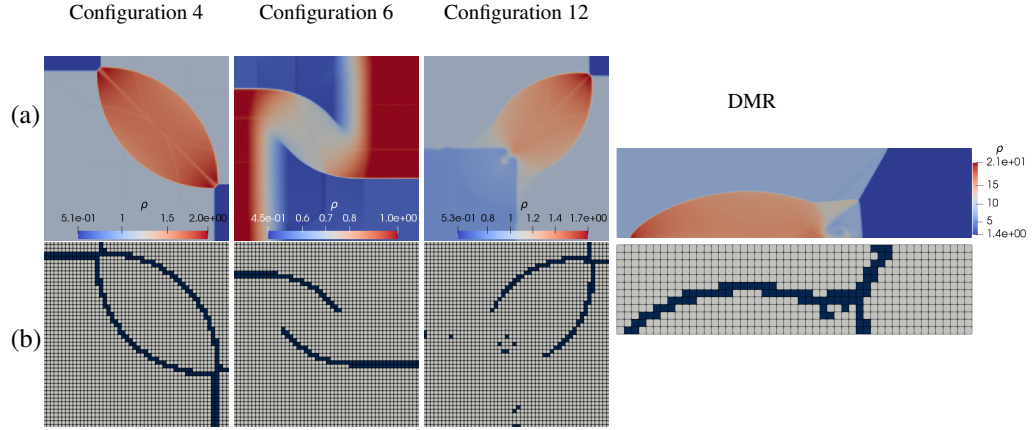 Configuration 4 Configuration 6 Configuration 12
(a)
DMR
ρ
2.1e+01
15
10
5
1.4e+00
ρ
5.1e-01 1 1.5 2.0e+00
ρ
4.5e-01 0.6 0.7 0.8 1.0e+00
ρ
5.3e-01 0.8 1 1.2 1.4 1.7e+00
(b)